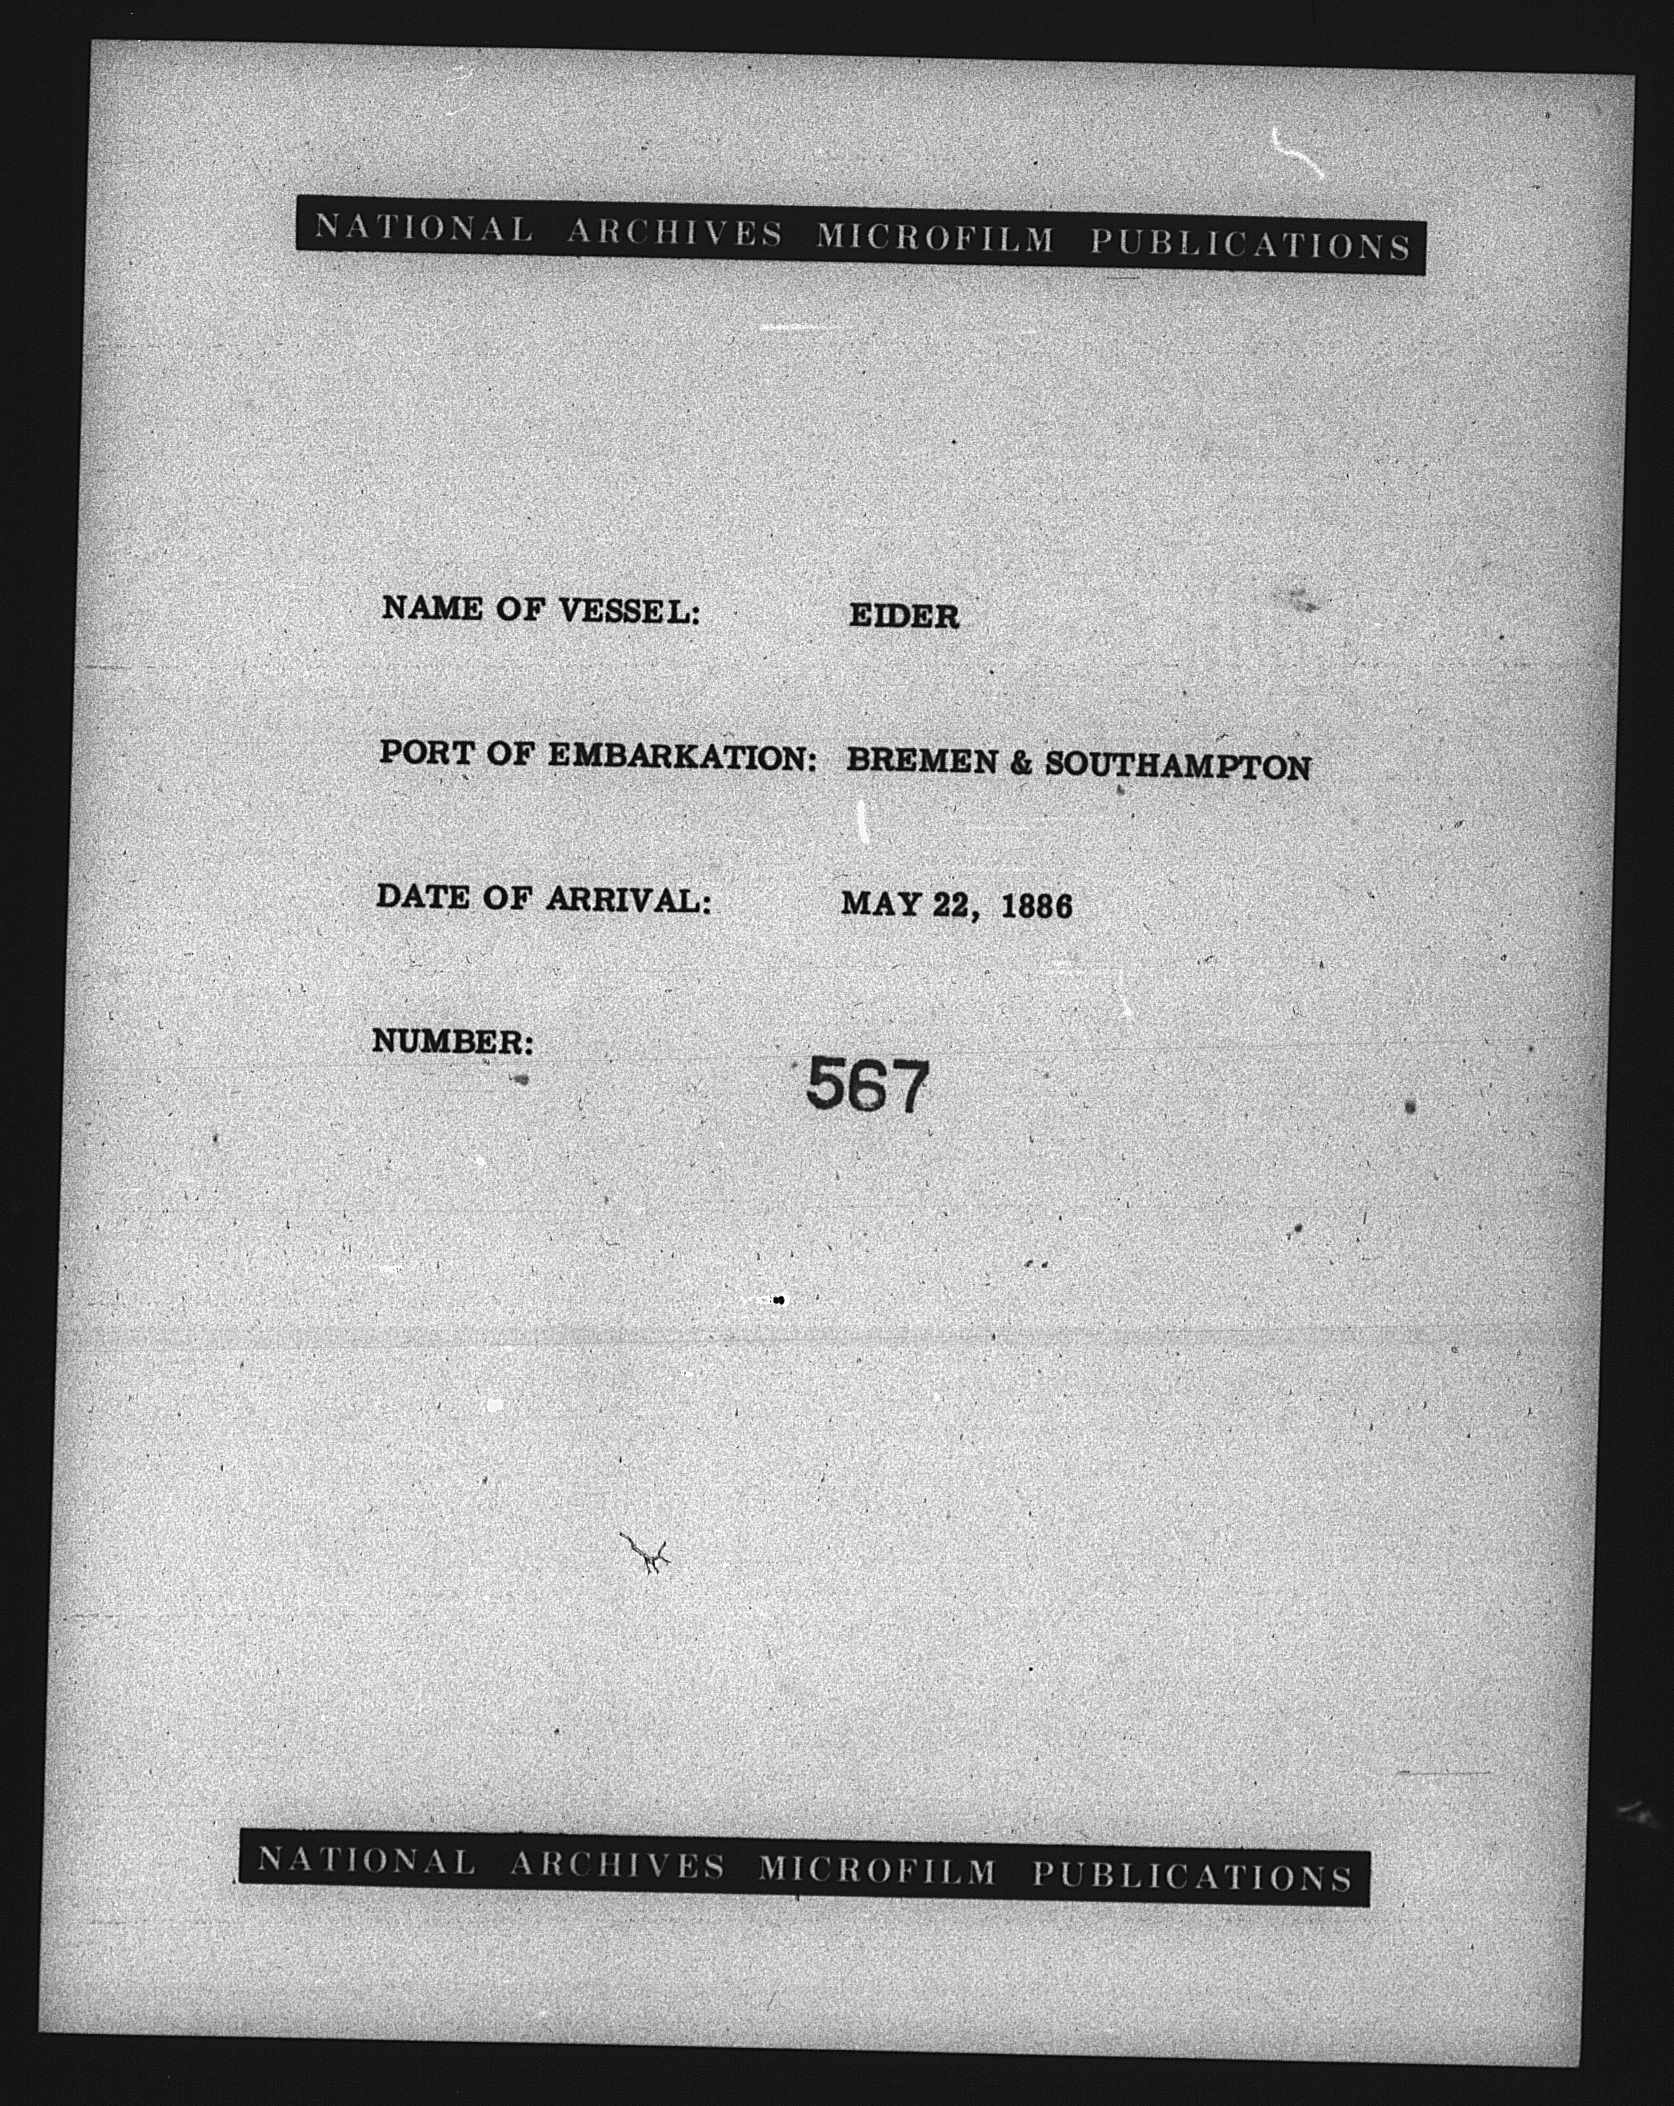 NATIONAL ARCHIVES MICROFILM PUBLICATIONS
NAME OF VESSEL: EIDER
PORT OF EMBARKATION: BREMEN & SOUTHAMPTON
DATE OF ARRIVAL: MAY 22, 1886
NUMBER:
567
NATIONAL ARCHIVES MICROFILM PUBLICATIONS